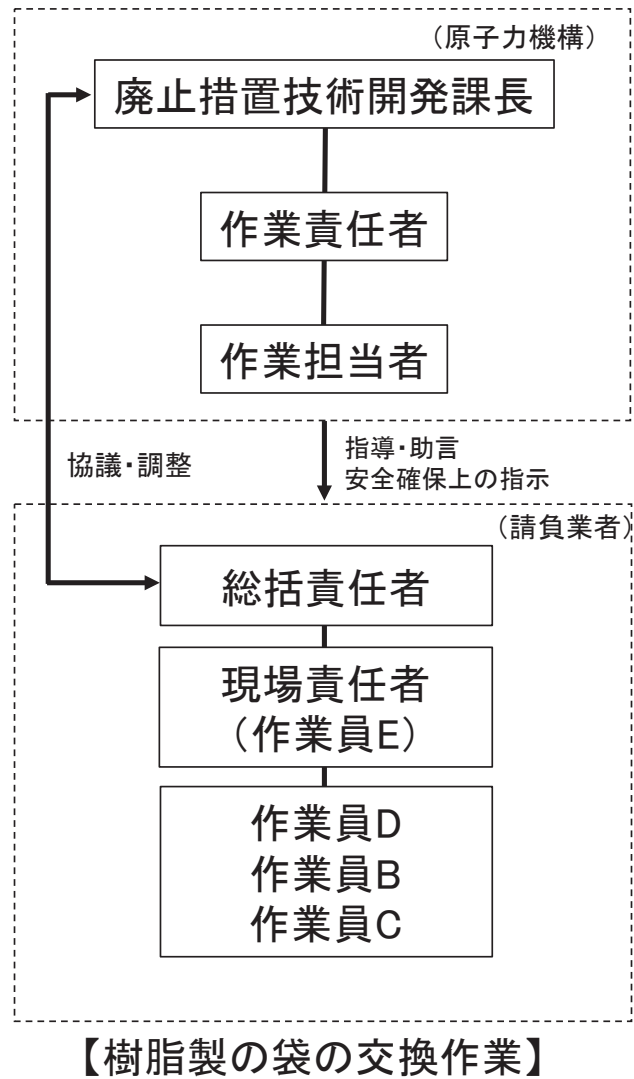 （原子力機構）
廃止措置技術開発課長
作業責任者
作業担当者
協議・調整
指導・助言
安全確保上の指示
（請負業者）
総括責任者
現場責任者
（作業員E）
作業員D
作業員B
作業員C
【樹脂製の袋の交換作業】